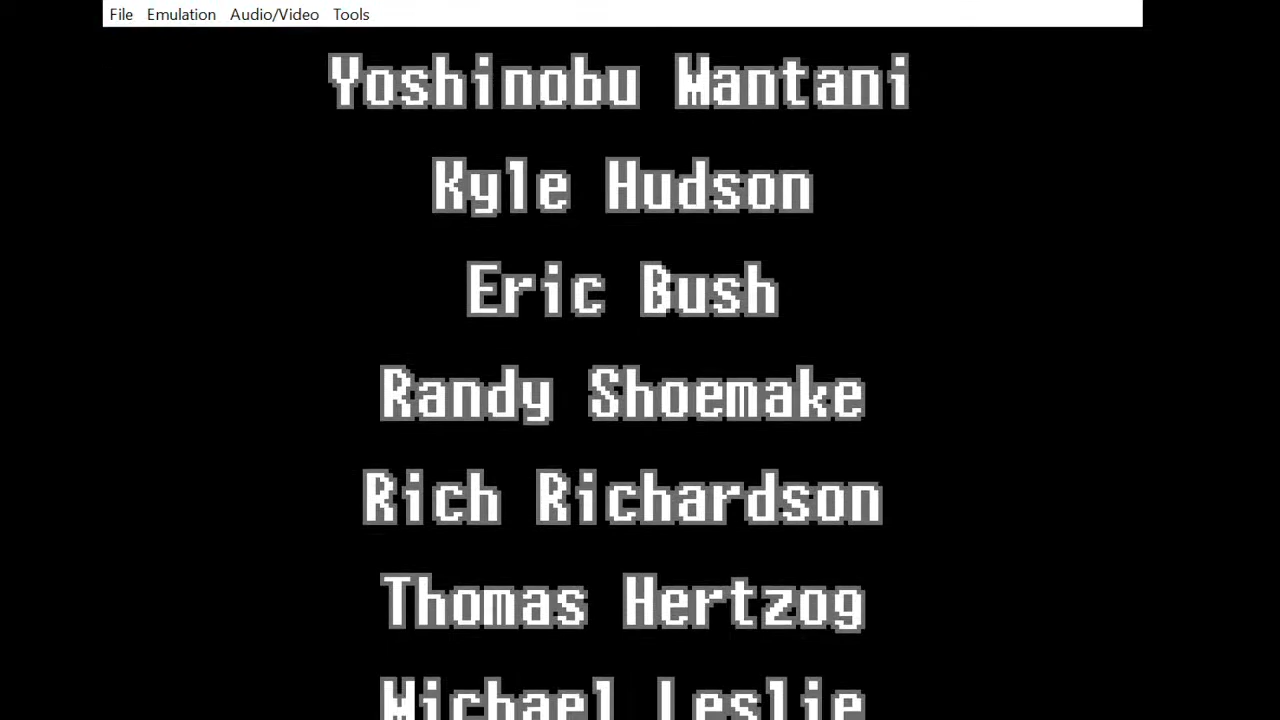 File Emulation Audio/Video Tools
Yoshinobu Mantani
Kyle Hudson
Eric Bush
Randy Shoemake
Rich Richardson
Thomas Hertzog
Michael Leslie